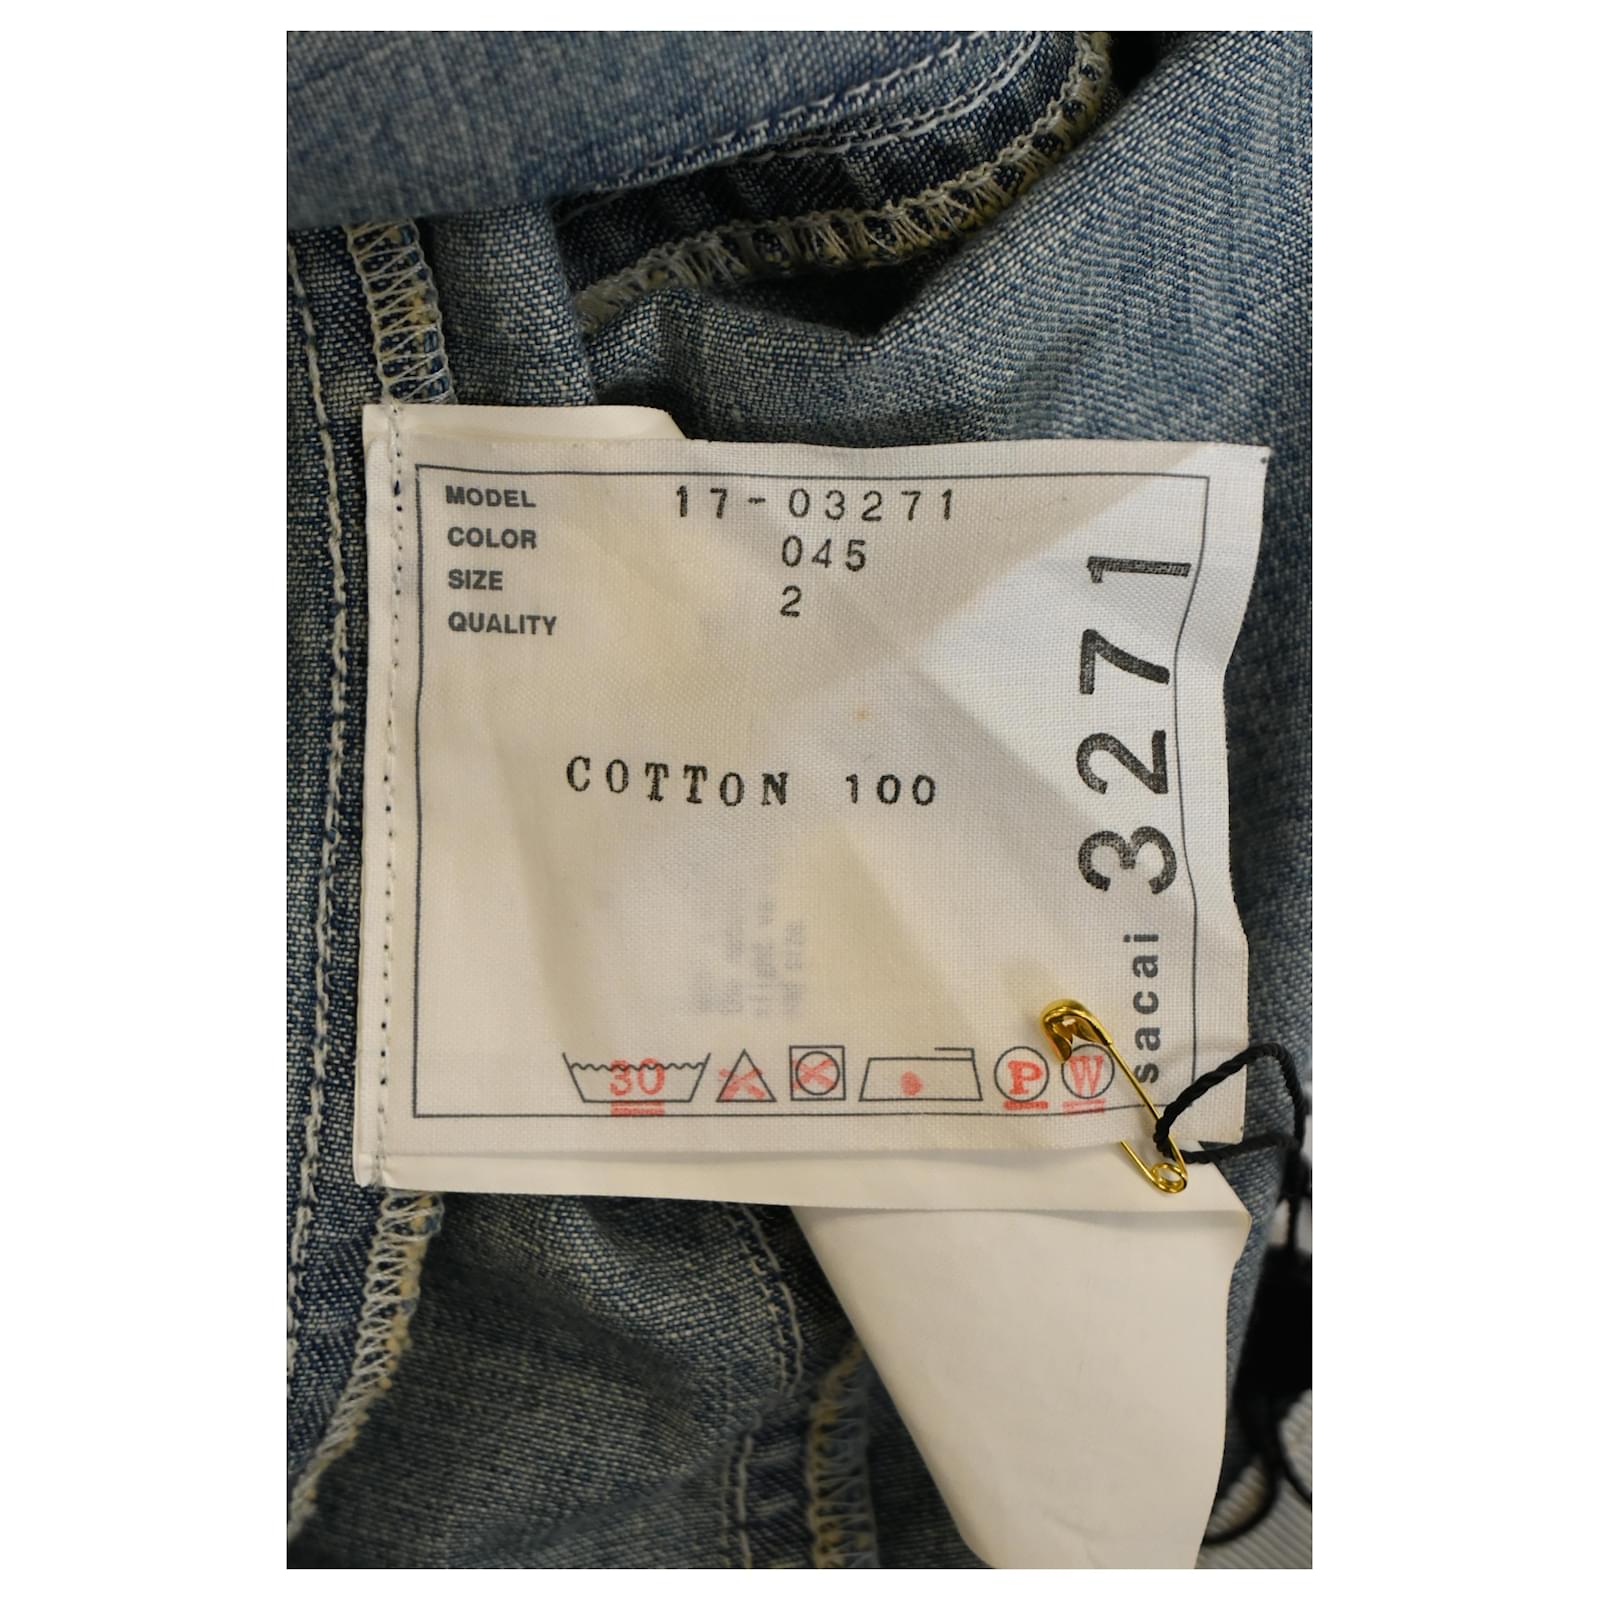 MODEL 17-03271
COLOR 045
SIZE 2
QUALITY
COTTON 100
30 P W
sacai 3271